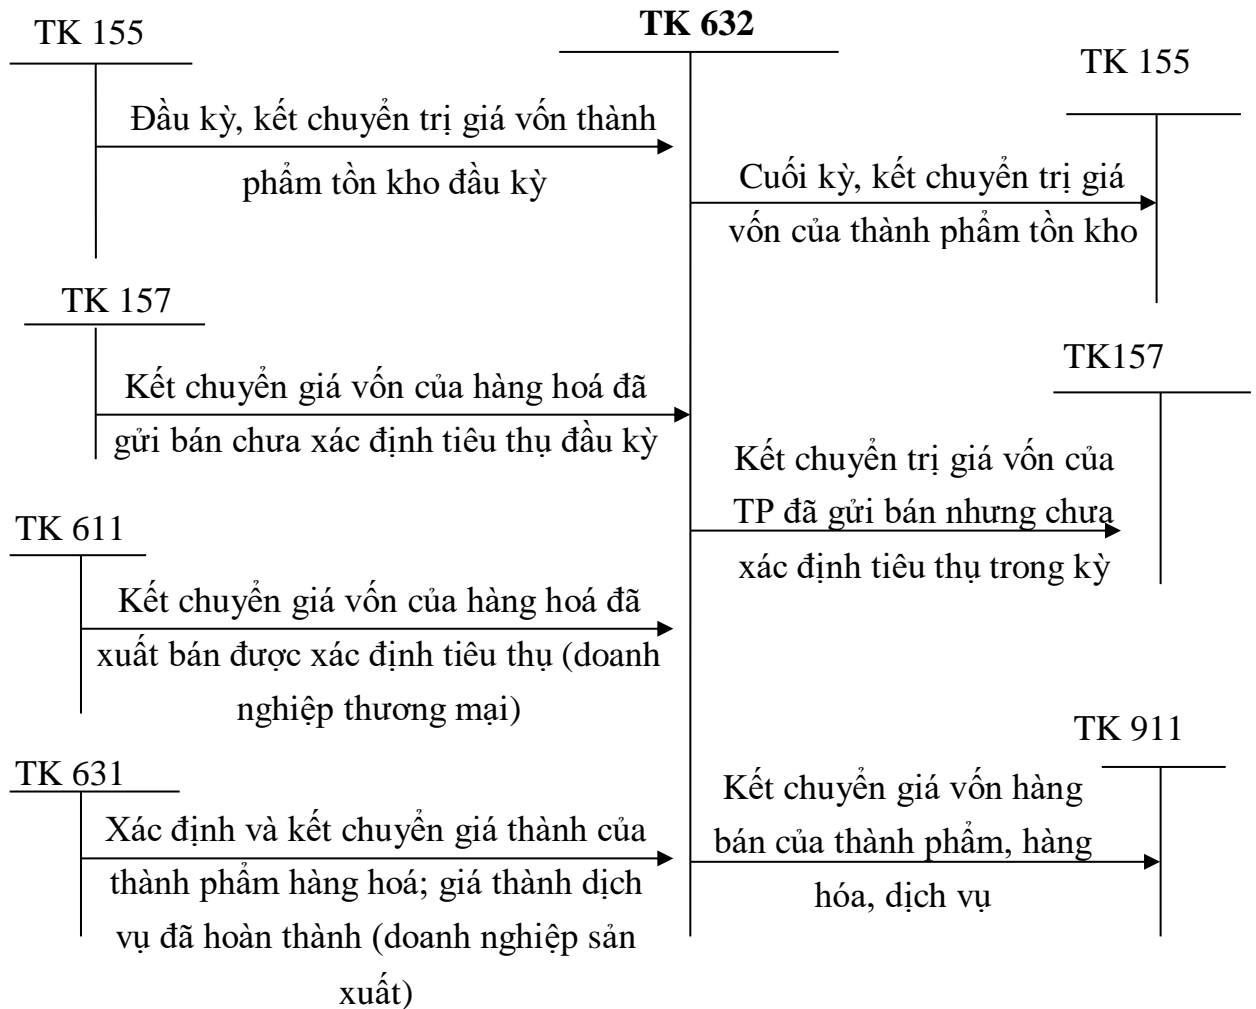 TK 155
TK 632
TK 155
Đầu kỳ, kết chuyển trị giá vốn thành
phẩm tồn kho đầu kỳ
Cuối kỳ, kết chuyển trị giá
vốn của thành phẩm tồn kho
TK 157
TK157
Kết chuyển giá vốn của hàng hoá đã
gửi bán chưa xác định tiêu thụ đầu kỳ
Kết chuyển trị giá vốn của
TP đã gửi bán nhưng chưa
xác định tiêu thụ trong kỳ
TK 611
Kết chuyển giá vốn của hàng hoá đã
xuất bán được xác định tiêu thụ (doanh
nghiệp thương mại)
TK 911
TK 631
Kết chuyển giá vốn hàng
bán của thành phẩm, hàng
hóa, dịch vụ
Xác định và kết chuyển giá thành của
thành phẩm hàng hoá; giá thành dịch
vụ đã hoàn thành (doanh nghiệp sản
xuất)